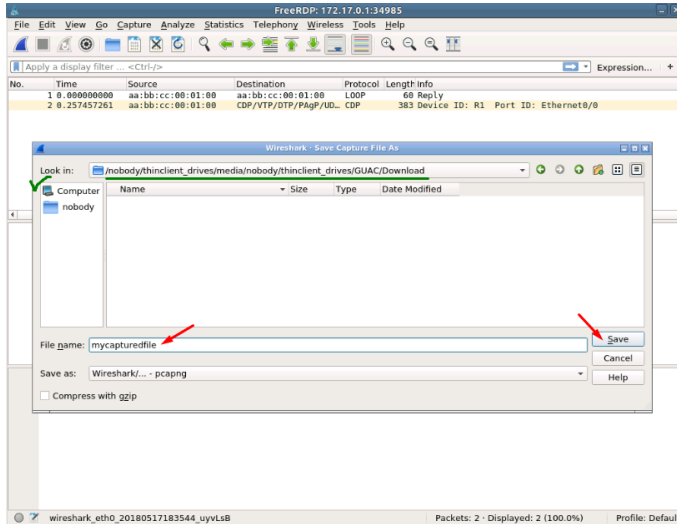 FreeRDP: 172.17.0.1:34985
File Edit View Go Capture Analyze Statistics Telephony Wireless Tools Help
Apply a display filter ... <Ctrl-/> Expression... +
No. Time Source Destination Protocol Length Info
1 0.000000000 aa:bb:cc:00:01:00 aa:bb:cc:00:01:00 LOOP 60 Reply
2 0.257457261 aa:bb:cc:00:01:00 CDP/VTP/DTP/PAgP/UD... CDP 383 Device ID: R1 Port ID: Ethernet0/0
Wireshark · Save Capture File As
Look in: /nobody/thinclient_drives/media/nobody/thinclient_drives/GUAC/Download
Computer Name Size Type Date Modified
nobody
File name: mycapturedfile Save
Cancel
Save as: Wireshark/... - pcapng Help
Compress with gzip
wireshark_eth0_20180517183544_uyvLsB Packets: 2 · Displayed: 2 (100.0%) Profile: Defaul